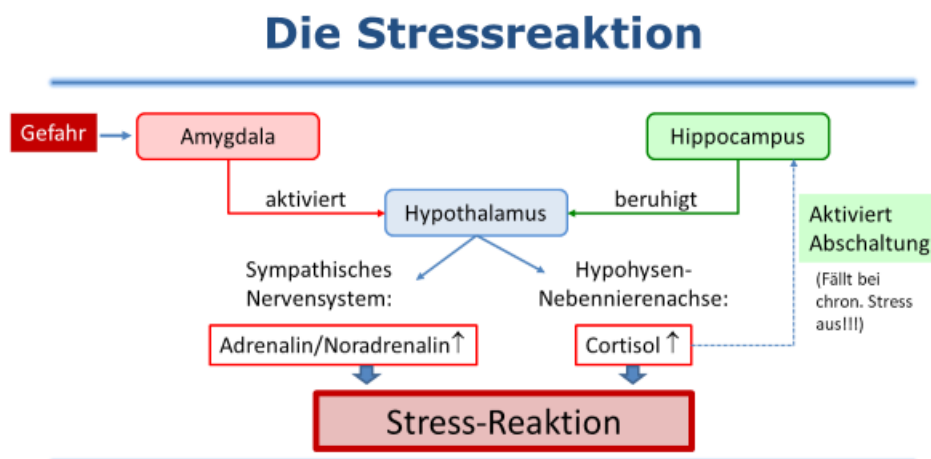 Die Stressreaktion
Gefahr
Amygdala
Hippocampus
aktiviert
Hypothalamus
beruhigt
Aktiviert
Abschaltung
(Fällt bei
chron. Stress
aus!!!)
Sympathisches
Nervensystem:
Hypohysen-
Nebennierenachse:
Adrenalin/Noradrenalin↑
Cortisol ↑
Stress-Reaktion